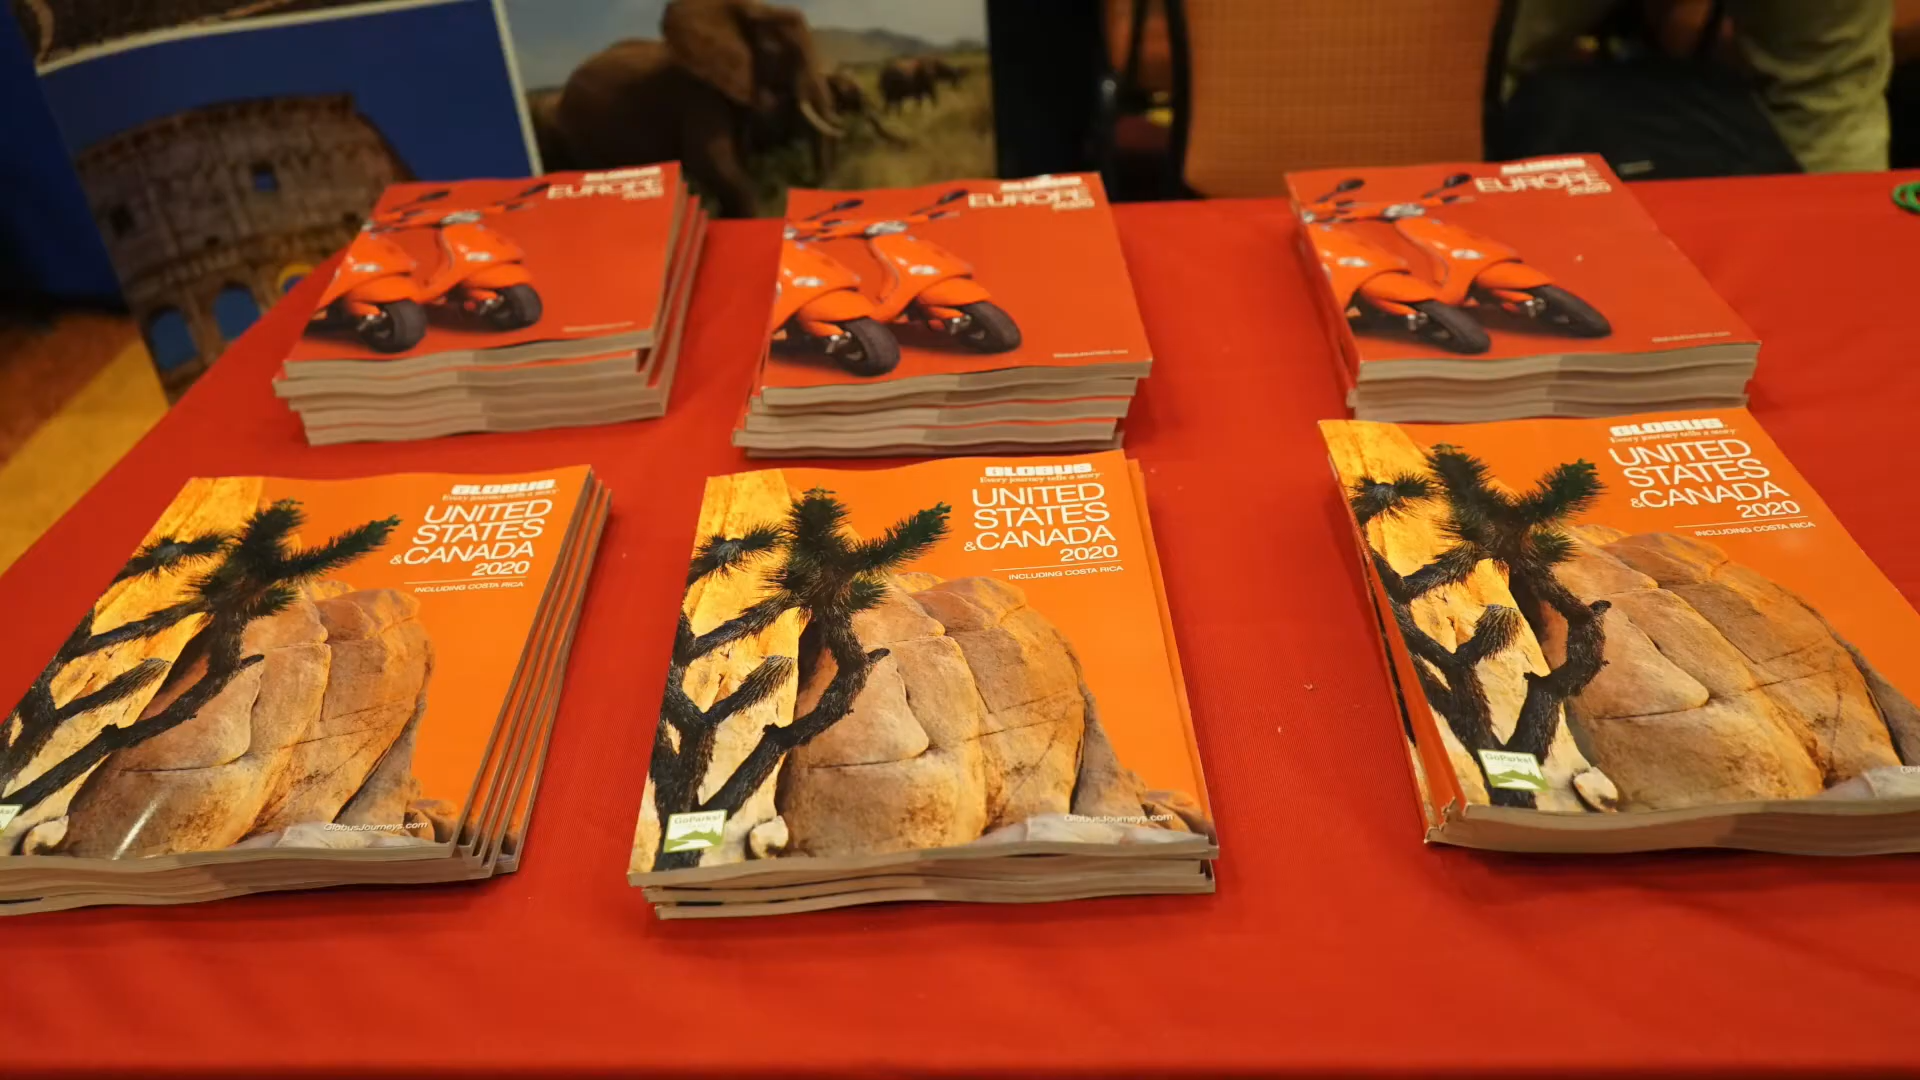 GLOBUS
EUROPE
2020
GLOBUS
EUROPE
2020
GLOBUS
EUROPE
2020
GLOBUS
Every journey tells a story
UNITED
STATES
&CANADA
2020
INCLUDING COSTA RICA
GlobusJourneys.com
GLOBUS
Every journey tells a story
UNITED
STATES
&CANADA
2020
INCLUDING COSTA RICA
GoParks!
GlobusJourneys.com
GLOBUS
Every journey tells a story
UNITED
STATES
&CANADA
2020
INCLUDING COSTA RICA
GoParks!